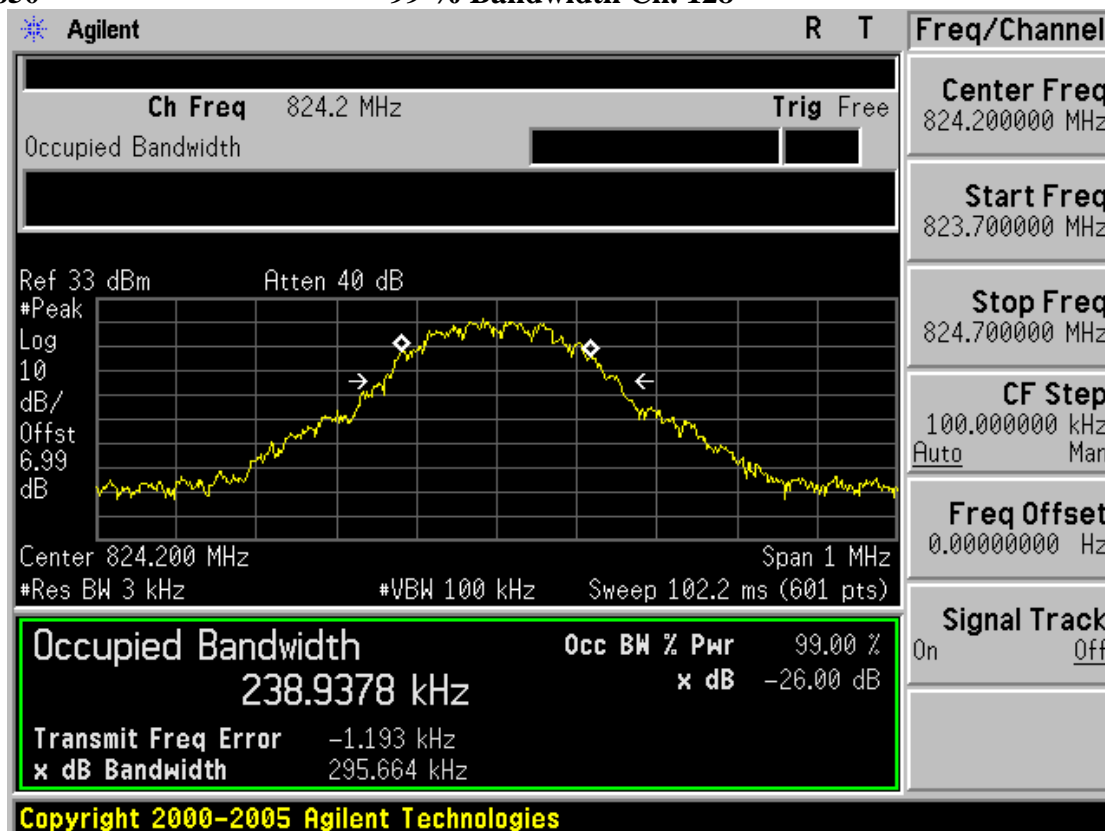 99 % Bandwidth Ch. 128
Agilent R T Freq/Channel
Ch Freq 824.2 MHz Trig Free
Occupied Bandwidth
Center Freq
824.200000 MHz
Start Freq
823.700000 MHz
Stop Freq
824.700000 MHz
CF Step
100.000000 kHz
Auto Man
Freq Offset
0.00000000 Hz
Signal Track
On Off
Ref 33 dBm Atten 40 dB
#Peak
Log
10
dB/
Offst
6.99
dB
Center 824.200 MHz Span 1 MHz
#Res BW 3 kHz #VBW 100 kHz Sweep 102.2 ms (601 pts)
Occupied Bandwidth Occ BW % Pwr 99.00 %
238.9378 kHz x dB -26.00 dB
Transmit Freq Error -1.193 kHz
x dB Bandwidth 295.664 kHz
Copyright 2000-2005 Agilent Technologies